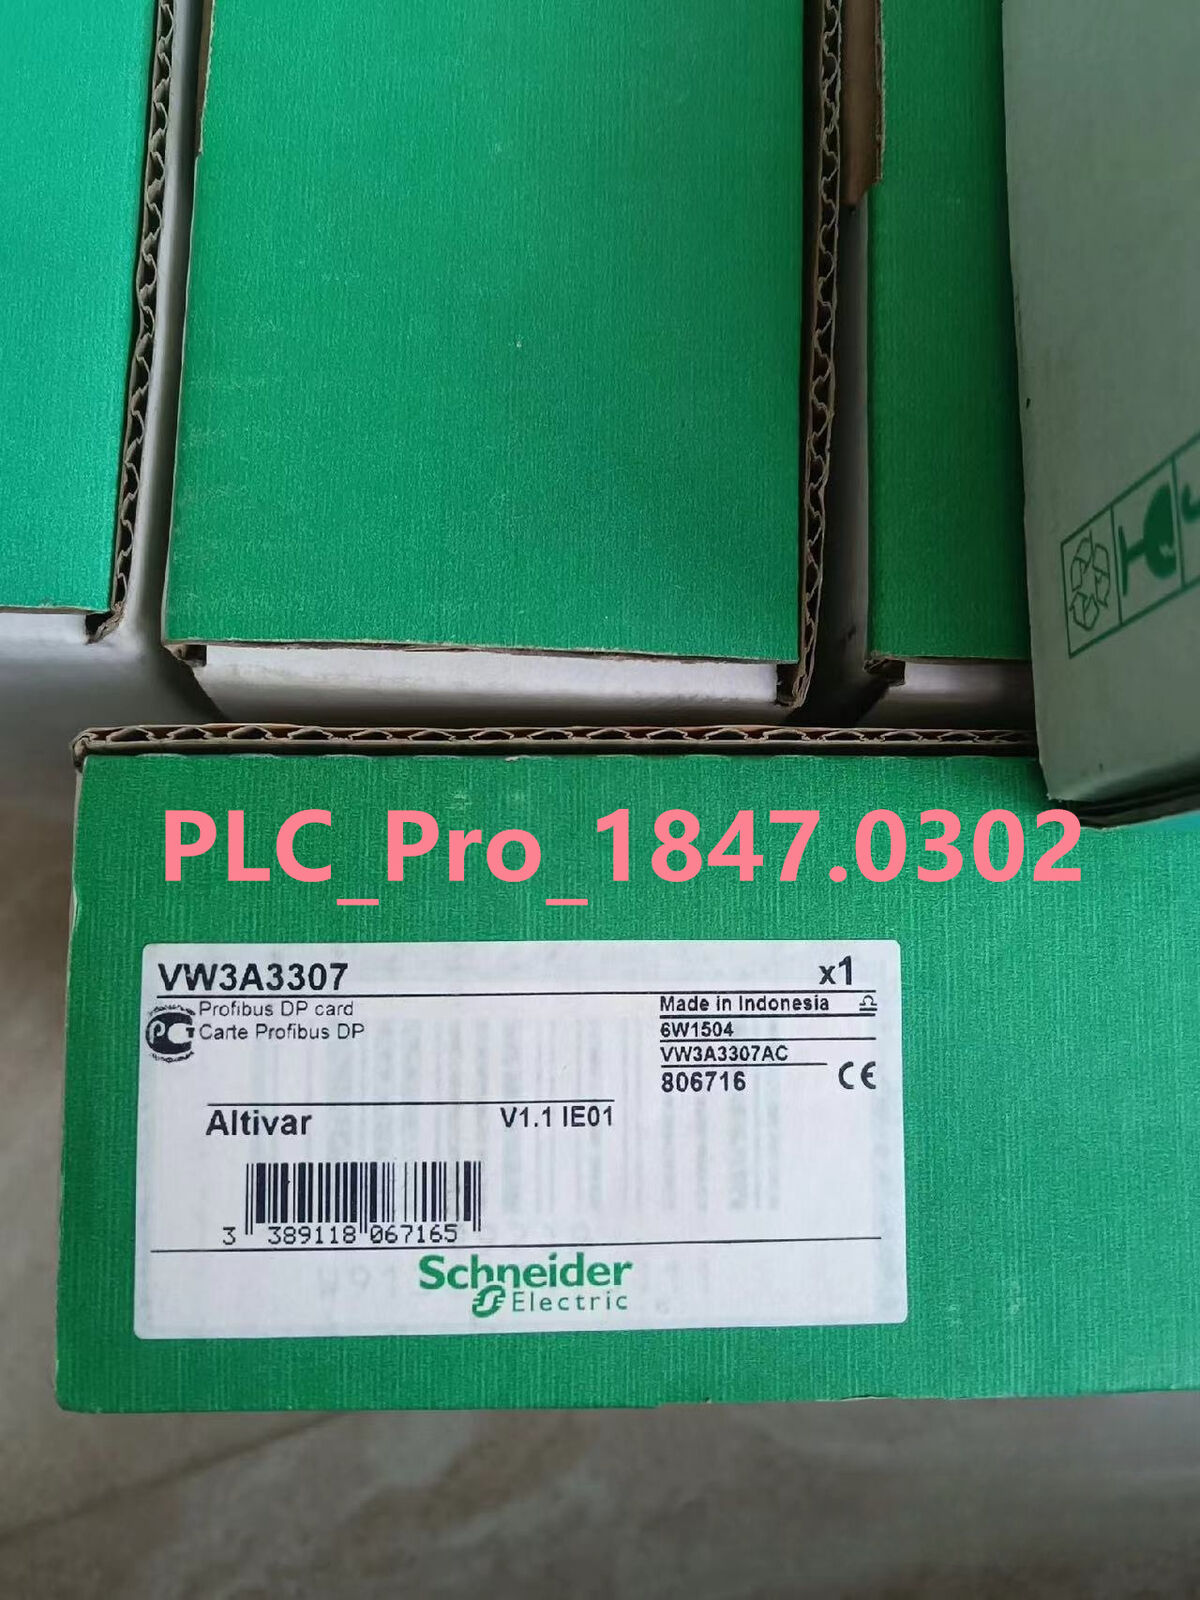 PLC_Pro_1847.0302
VW3A3307
x1
Profibus DP card
Carte Profibus DP
Made in Indonesia
6W1504
VW3A3307AC
806716
CE
Altivar
V1.1 IE01
3 389118 067165
Schneider
Electric